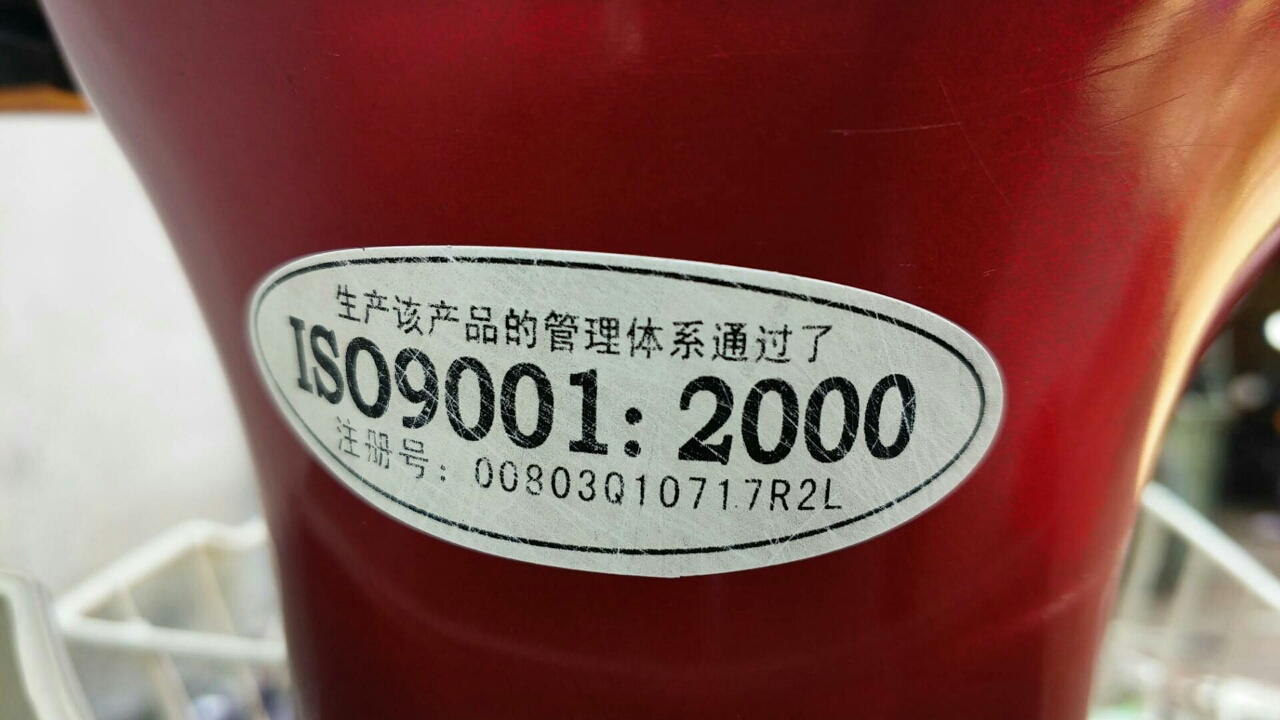 生产该产品的管理体系通过了
ISO9001: 2000
注册号: 00803Q10717R2L